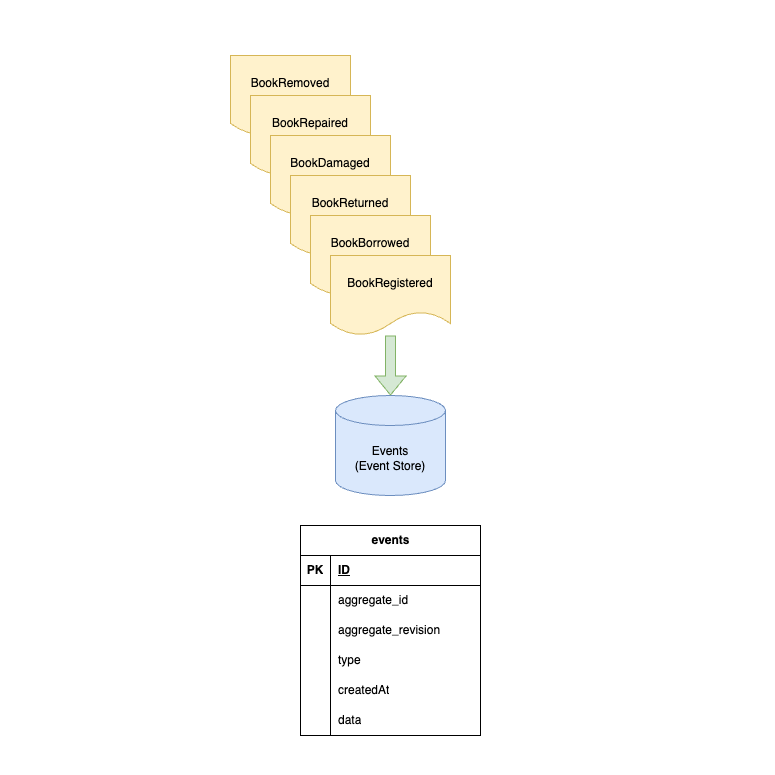 BookRemoved
BookRepaired
BookDamaged
BookReturned
BookBorrowed
BookRegistered
Events
(Event Store)
events
PK ID
aggregate_id
aggregate_revision
type
createdAt
data